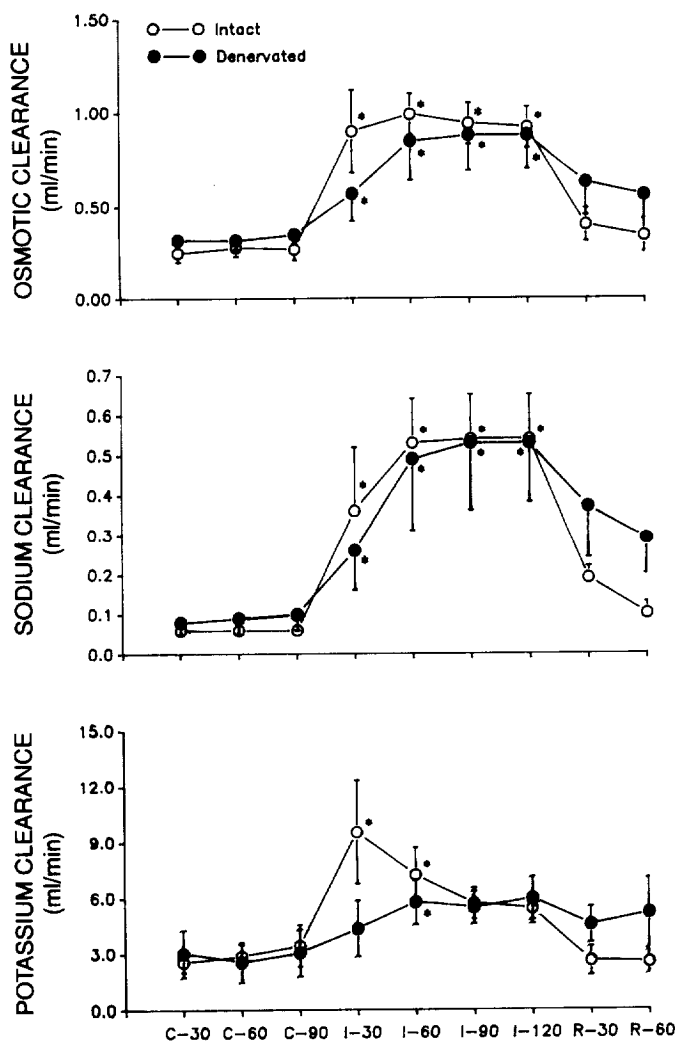 1.50
Intact
Denervated
1.00
0.50
0.00
OSMOTIC CLEARANCE
(ml/min)
0.7
0.6
0.5
0.4
0.3
0.2
0.1
0.0
SODIUM CLEARANCE
(ml/min)
15.0
12.0
9.0
6.0
3.0
0.0
POTASSIUM CLEARANCE
(ml/min)
C-30 C-60 C-90 I-30 I-60 I-90 I-120 R-30 R-60